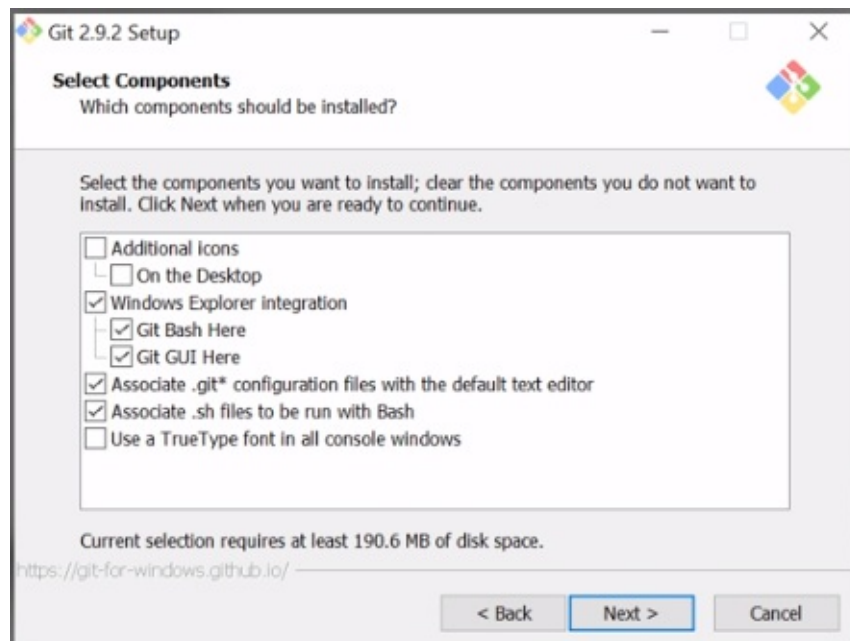 Git 2.9.2 Setup
Select Components
Which components should be installed?
Select the components you want to install; clear the components you do not want to
install. Click Next when you are ready to continue.
Additional icons
On the Desktop
Windows Explorer integration
Git Bash Here
Git GUI Here
Associate .git* configuration files with the default text editor
Associate .sh files to be run with Bash
Use a TrueType font in all console windows
Current selection requires at least 190.6 MB of disk space.
https://git-for-windows.github.io/
< Back Next > Cancel